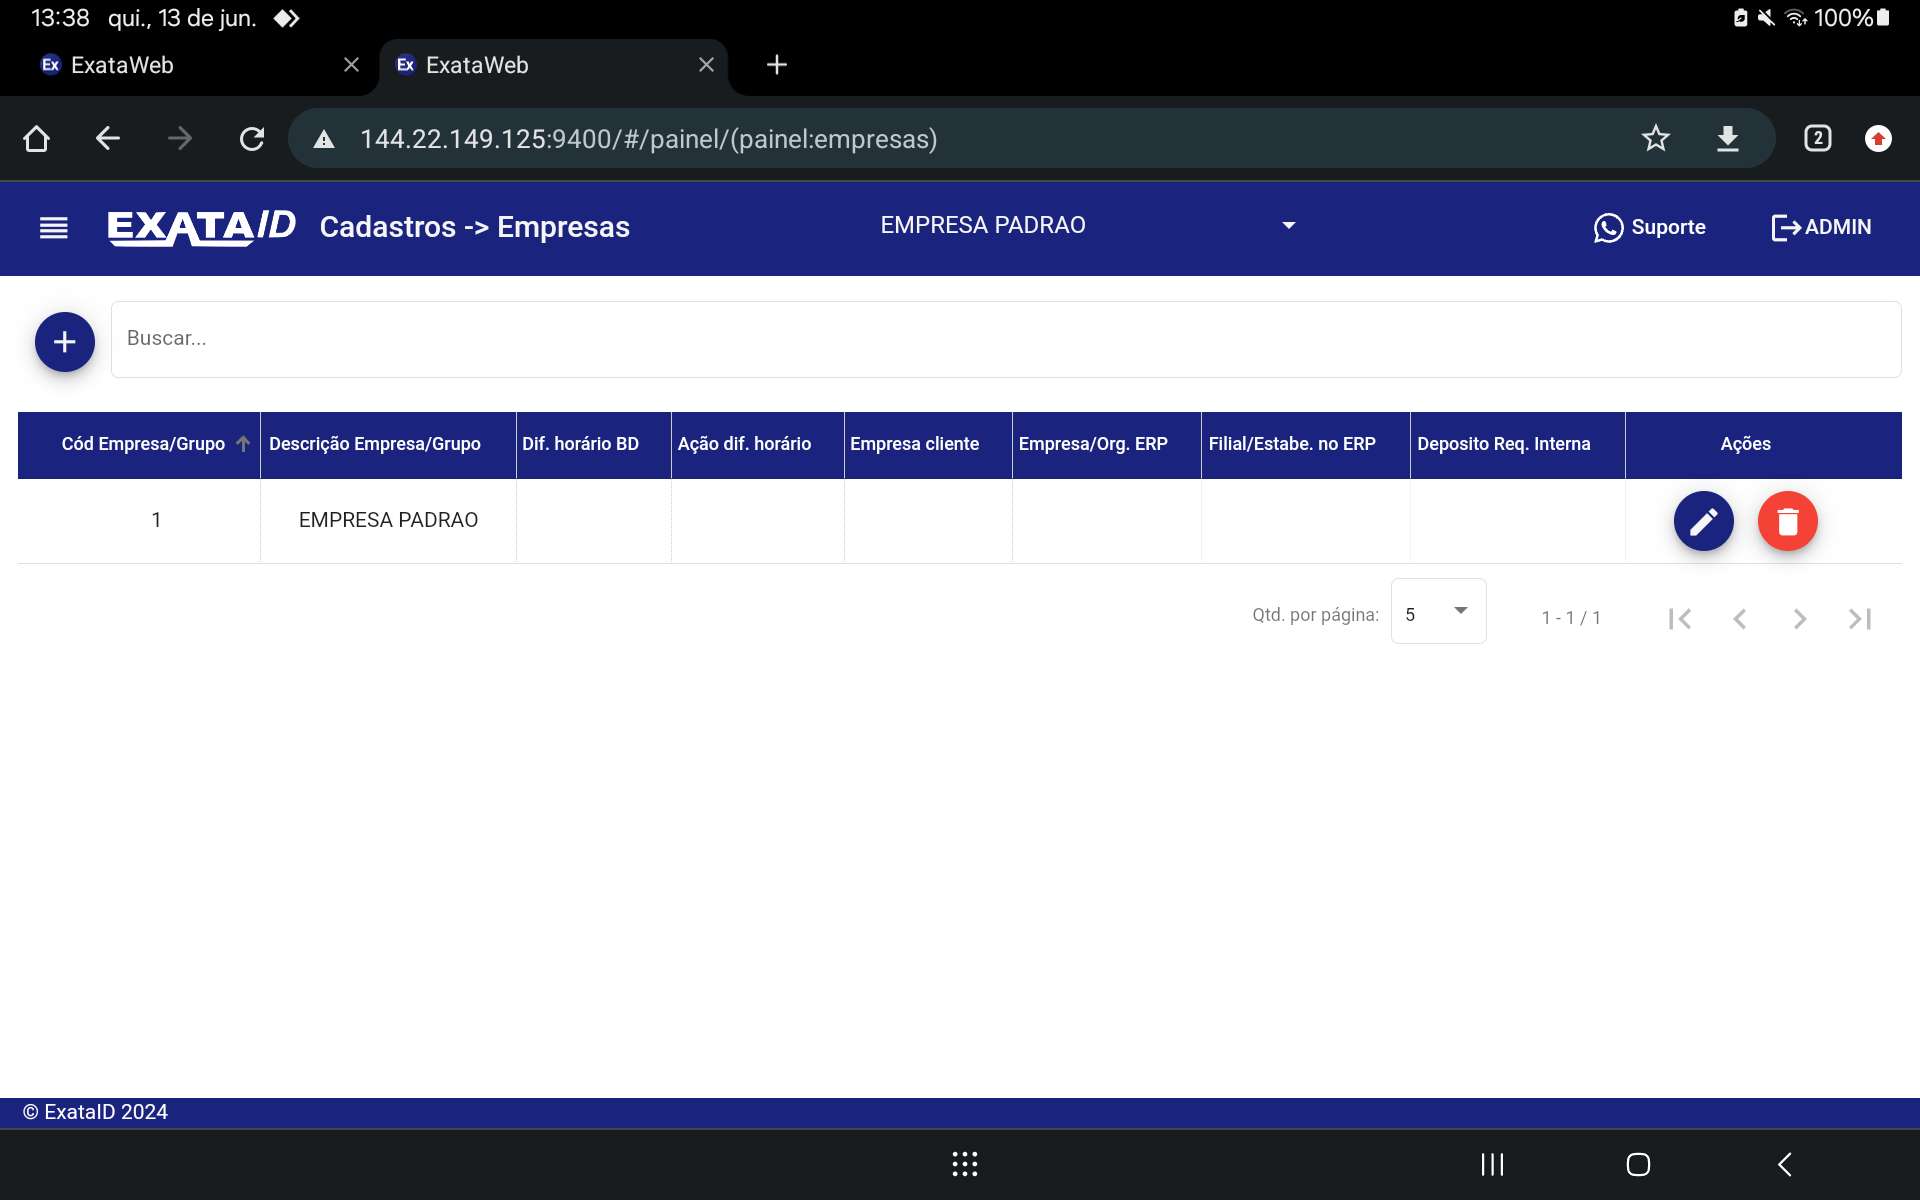 13:38 qui., 13 de jun. 100%
Ex ExataWeb Ex ExataWeb
144.22.149.125:9400/#/painel/(painel:empresas) 2
EXATAID Cadastros -> Empresas EMPRESA PADRAO Suporte ADMIN
Buscar...
Cód Empresa/Grupo Descrição Empresa/Grupo Dif. horário BD Ação dif. horário Empresa cliente Empresa/Org. ERP Filial/Estabe. no ERP Deposito Req. Interna Ações
1 EMPRESA PADRAO
Qtd. por página: 5 1 - 1 / 1
© ExataID 2024